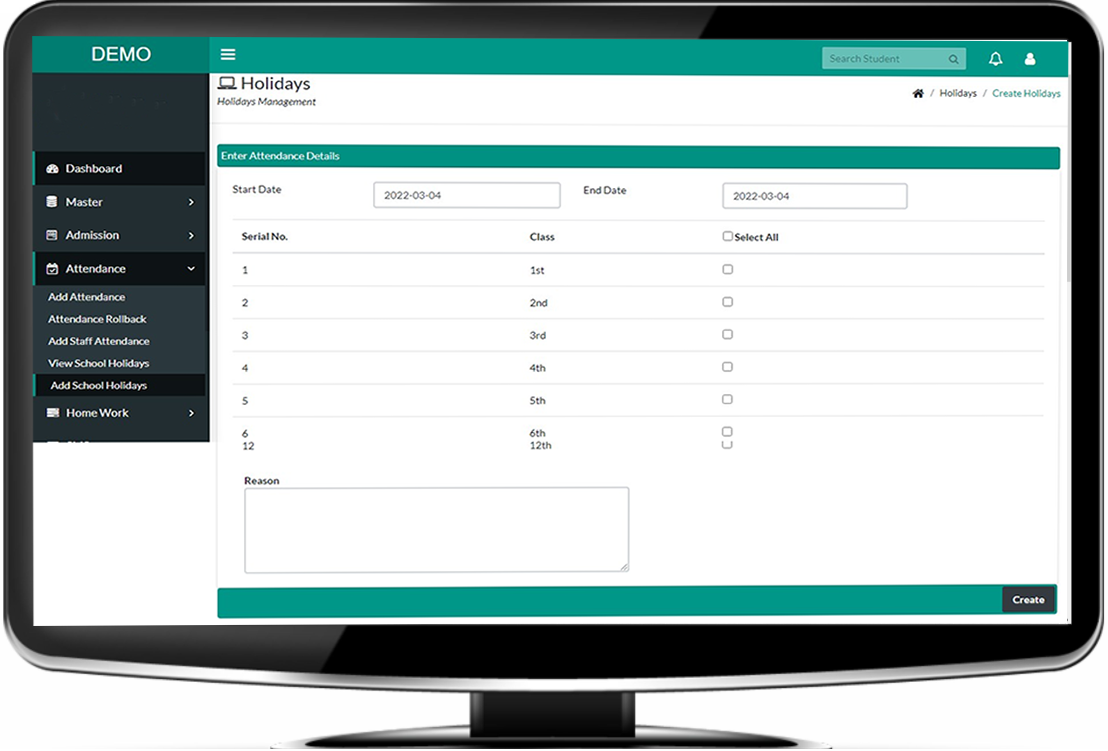 DEMO
Search Student
Holidays
Holidays Management
/ Holidays / Create Holidays
Dashboard
Master
Admission
Attendance
Add Attendance
Attendance Rollback
Add Staff Attendance
View School Holidays
Add School Holidays
Home Work
Enter Attendance Details
Start Date 2022-03-04 End Date 2022-03-04
Serial No. Class Select All
1 1st
2 2nd
3 3rd
4 4th
5 5th
6 6th
12 12th
Reason
Create